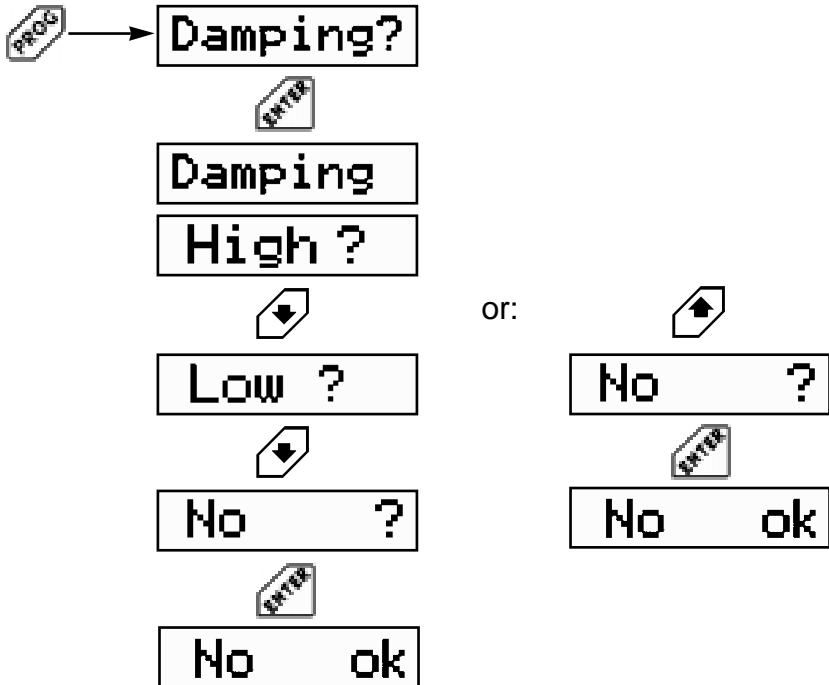 PROG
Damping?
ENTER
Damping
High ?
or:
Low ?
No ?
No ?
ENTER
ENTER
No ok
No ok